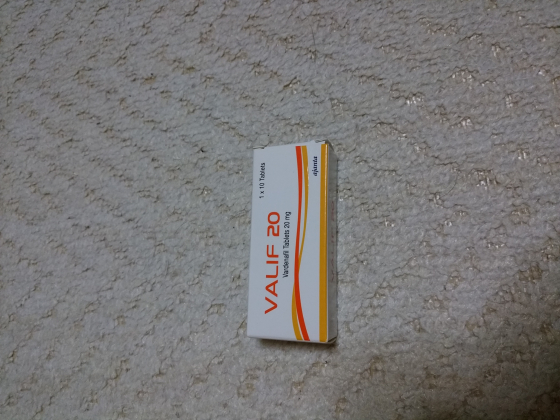 1 x 10 Tablets
VALIF 20
Vardenafil Tablets 20 mg
ajanta